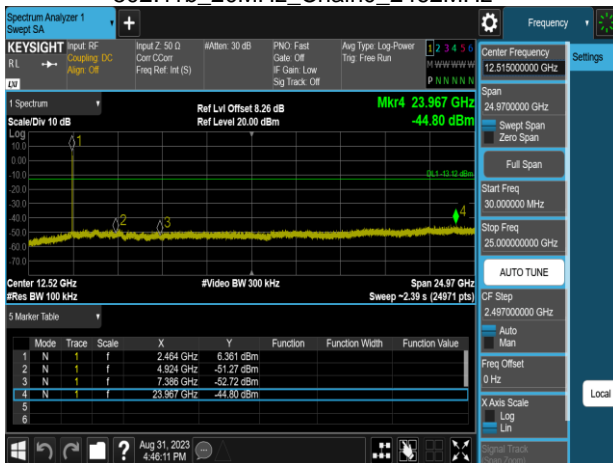 Spectrum Analyzer 1
Swept SA
+
Frequency
KEYSIGHT
RL
LXI
Input: RF
Coupling: DC
Align: Off
Input Z: 50 Ω
Corr CCorr
Freq Ref: Int (S)
#Atten: 30 dB
PNO: Fast
Gate: Off
IF Gain: Low
Sig Track: Off
Avg Type: Log-Power
Trig: Free Run
1 2 3 4 5 6
M W W W W W
P N N N N N
1 Spectrum
Scale/Div 10 dB
Ref Lvl Offset 8.26 dB
Ref Level 20.00 dBm
Mkr4 23.967 GHz
-44.80 dBm
Log
10.0
0.00
-10.0
-20.0
-30.0
-40.0
-50.0
-60.0
-70.0
1
2
3
4
DL1 -13.12 dBm
Center 12.52 GHz
#Video BW 300 kHz
Span 24.97 GHz
#Res BW 100 kHz
Sweep ~2.39 s (24971 pts)
5 Marker Table
Mode Trace Scale X Y Function Function Width Function Value
1 N 1 f 2.464 GHz 6.361 dBm
2 N 1 f 4.924 GHz -51.27 dBm
3 N 1 f 7.386 GHz -52.72 dBm
4 N 1 f 23.967 GHz -44.80 dBm
5
6
?
Aug 31, 2023
4:46:11 PM
Center Frequency
12.515000000 GHz
Span
24.9700000 GHz
Swept Span
Zero Span
Full Span
Start Freq
30.000000 MHz
Stop Freq
25.000000000 GHz
AUTO TUNE
CF Step
2.497000000 GHz
Auto
Man
Freq Offset
0 Hz
X Axis Scale
Log
Lin
Signal Track
(Span Zoom)
Settings
Local